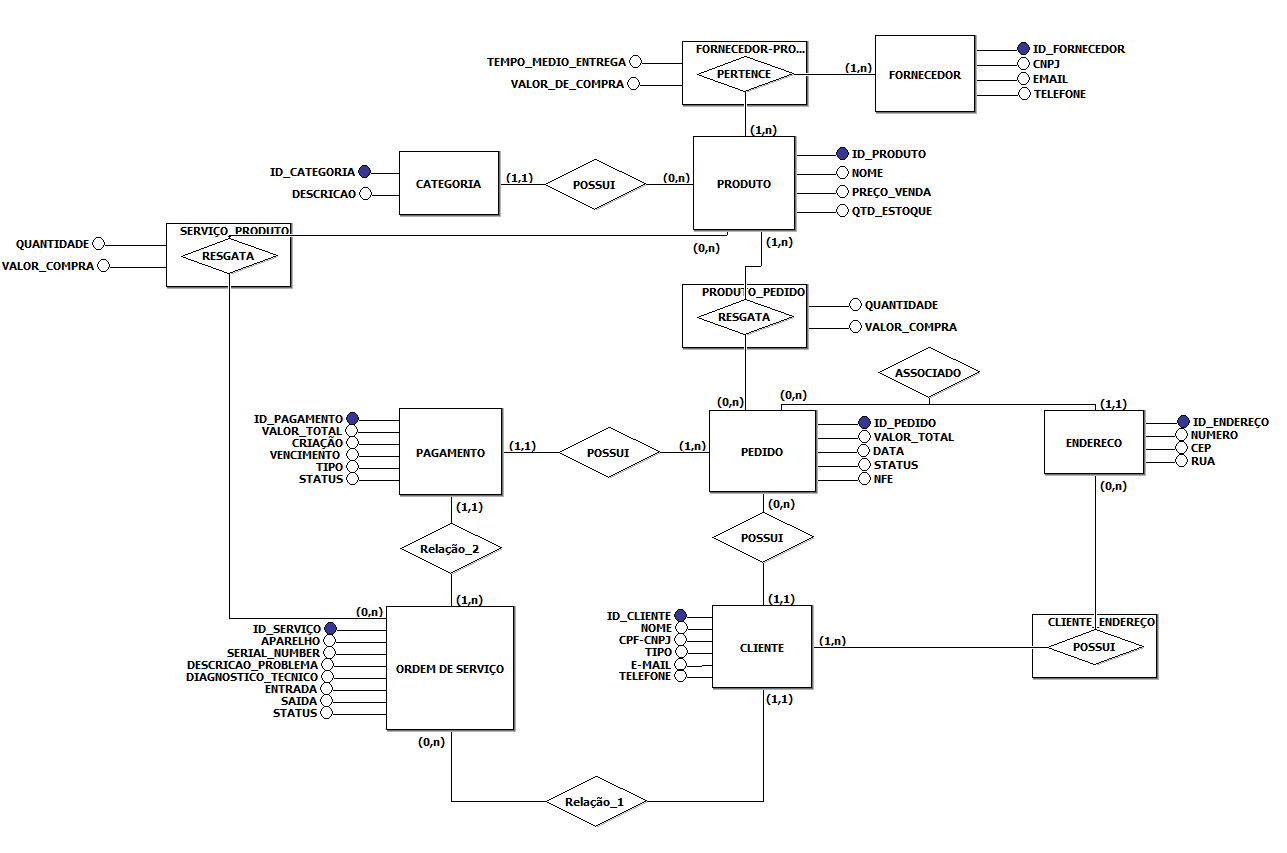 FORNECEDOR-PRO...
TEMPO_MEDIO_ENTREGA
VALOR_DE_COMPRA
PERTENCE
(1,n)
FORNECEDOR
ID_FORNECEDOR
CNPJ
EMAIL
TELEFONE
(1,n)
ID_CATEGORIA
DESCRICAO
CATEGORIA
(1,1)
POSSUI
(0,n)
PRODUTO
ID_PRODUTO
NOME
PREÇO_VENDA
QTD_ESTOQUE
SERVIÇO_PRODUTO
QUANTIDADE
VALOR_COMPRA
RESGATA
(0,n)
(1,n)
PRODUTO_PEDIDO
RESGATA
QUANTIDADE
VALOR_COMPRA
ASSOCIADO
(0,n)
(0,n)
(1,1)
ID_PAGAMENTO
VALOR_TOTAL
CRIAÇÃO
VENCIMENTO
TIPO
STATUS
PAGAMENTO
(1,1)
POSSUI
(1,n)
PEDIDO
ID_PEDIDO
VALOR_TOTAL
DATA
STATUS
NFE
ENDERECO
ID_ENDEREÇO
NUMERO
CEP
RUA
(1,1)
(0,n)
(0,n)
Relação_2
POSSUI
(0,n)
(1,n)
(1,1)
ID_SERVIÇO
APARELHO
SERIAL_NUMBER
DESCRICAO_PROBLEMA
DIAGNOSTICO_TECNICO
ENTRADA
SAIDA
STATUS
ORDEM DE SERVIÇO
ID_CLIENTE
NOME
CPF-CNPJ
TIPO
E-MAIL
TELEFONE
CLIENTE
(1,n)
CLIENTE_ENDEREÇO
POSSUI
(0,n)
(1,1)
Relação_1